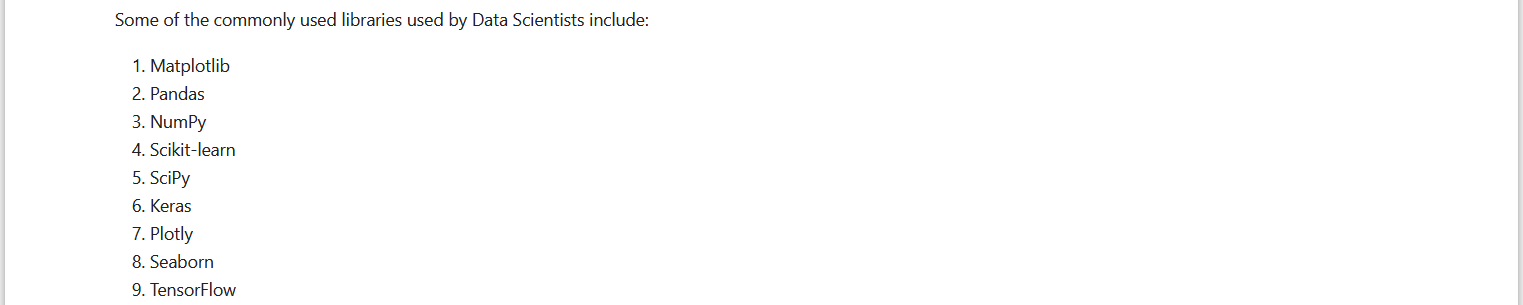 Some of the commonly used libraries used by Data Scientists include:
1. Matplotlib
2. Pandas
3. NumPy
4. Scikit-learn
5. SciPy
6. Keras
7. Plotly
8. Seaborn
9. TensorFlow